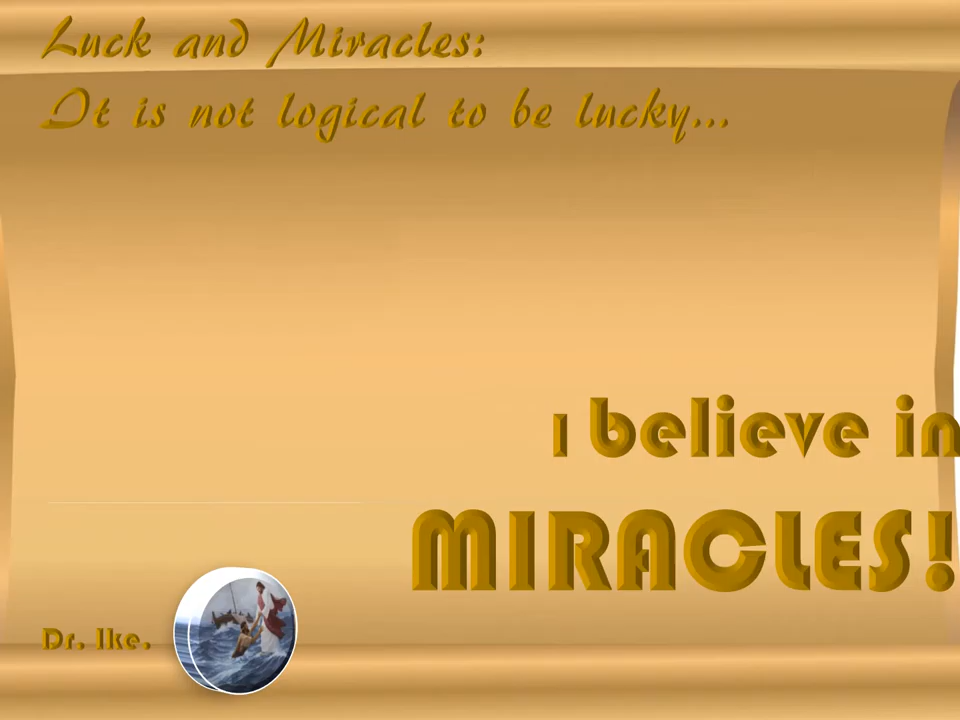 Luck and Miracles:
It is not logical to be lucky...
I believe in
MIRACLES!
Dr. Ike.